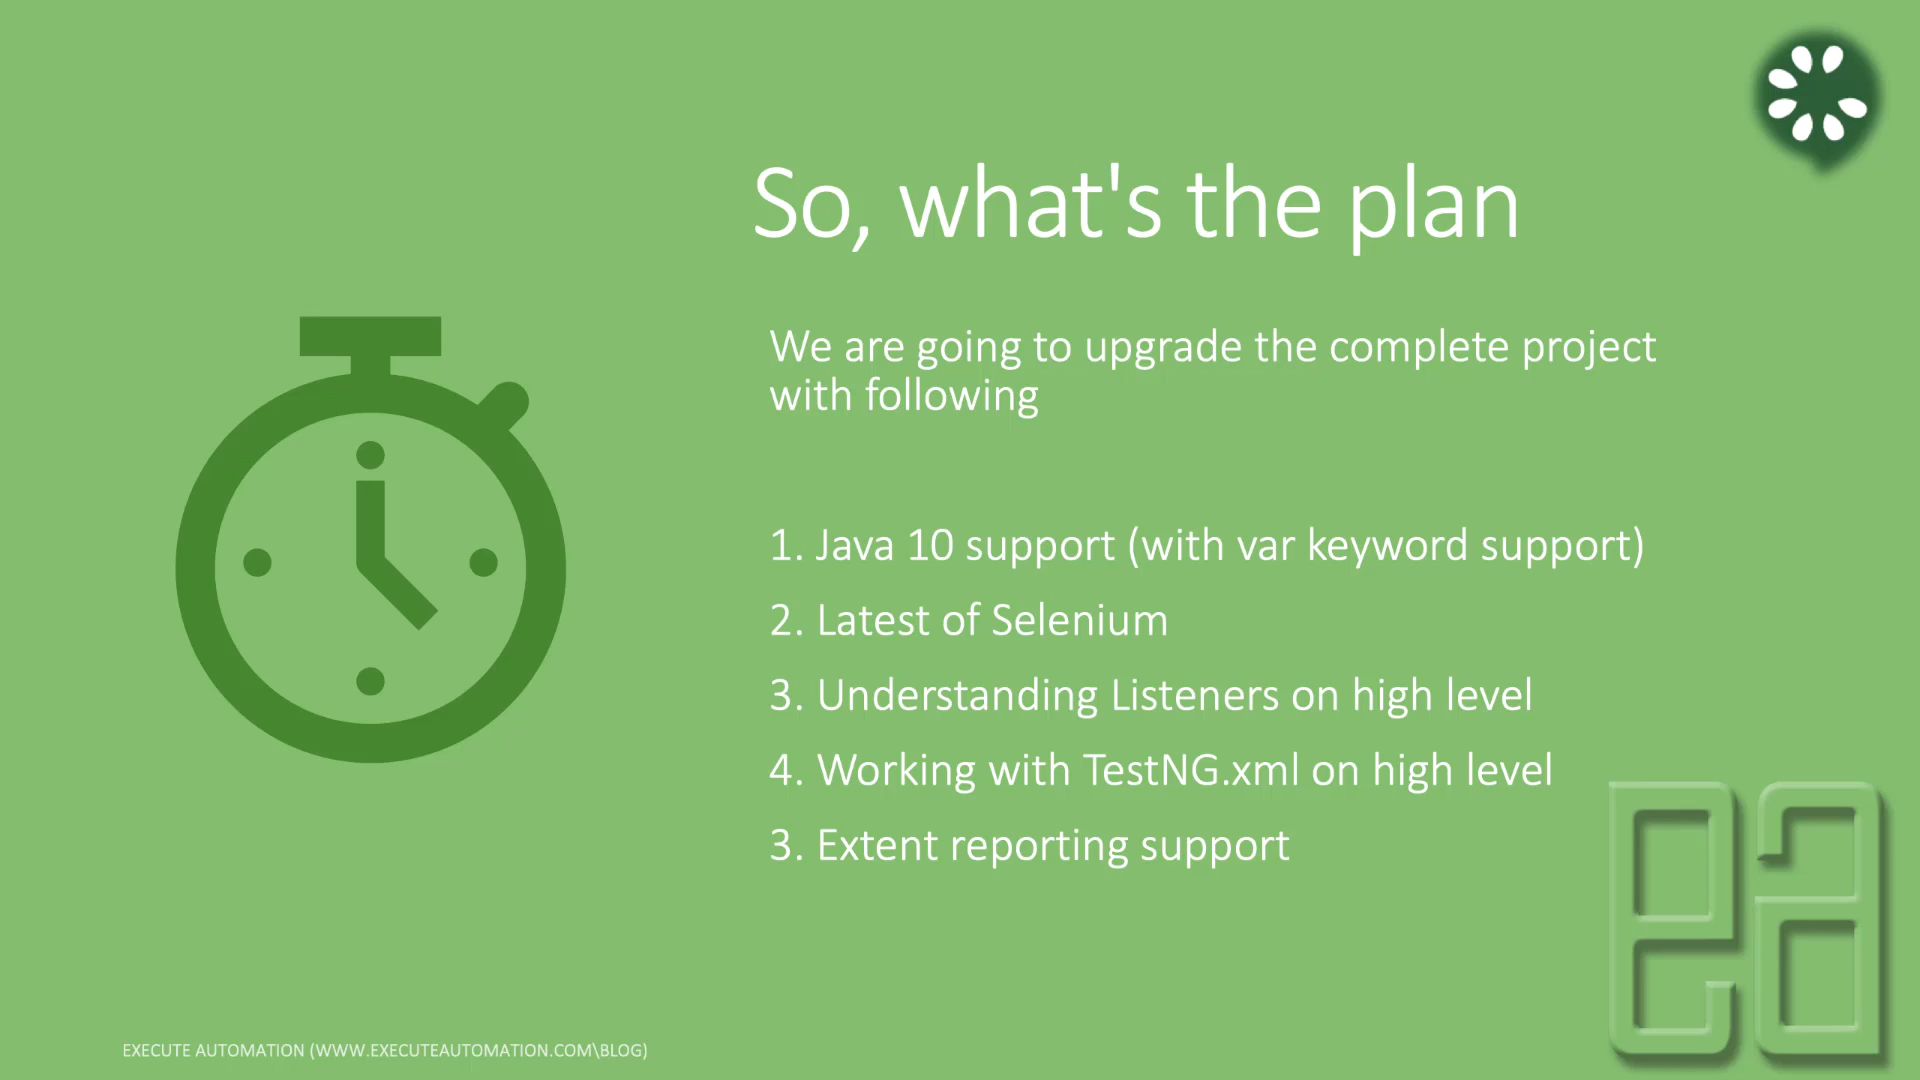 So, what's the plan
We are going to upgrade the complete project
with following
1. Java 10 support (with var keyword support)
2. Latest of Selenium
3. Understanding Listeners on high level
4. Working with TestNG.xml on high level
3. Extent reporting support
ea
EXECUTE AUTOMATION (WWW.EXECUTEAUTOMATION.COM\BLOG)